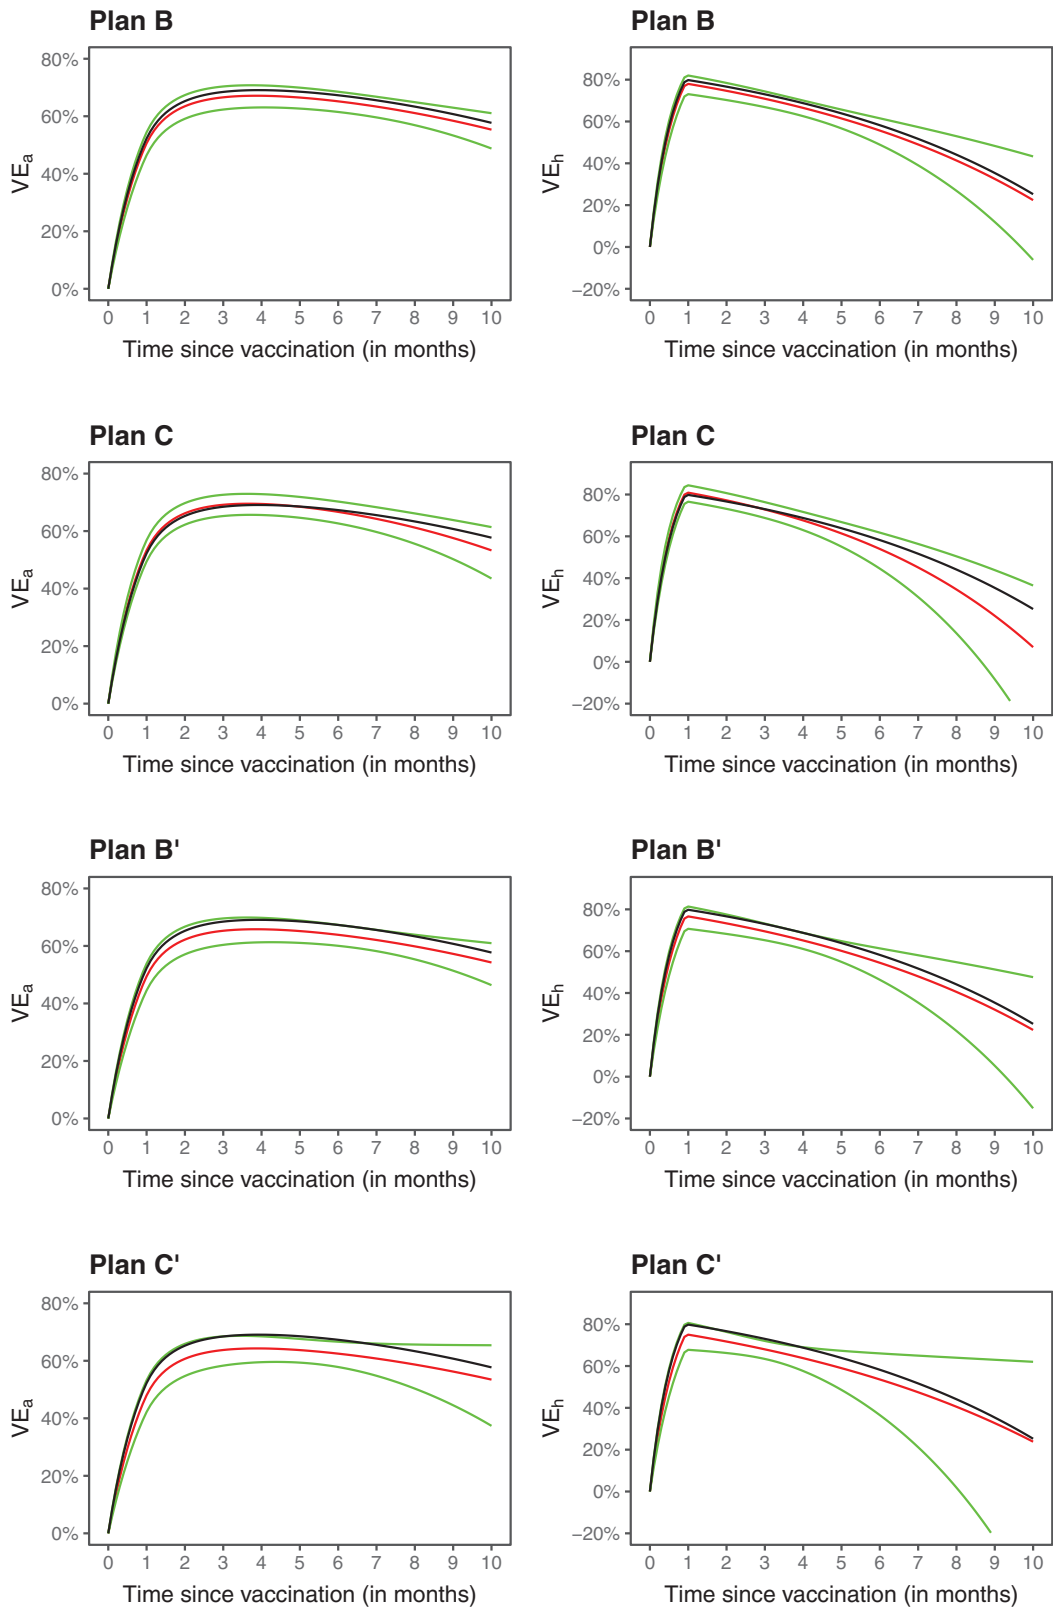 Plan B
Plan B
80%
60%
40%
20%
0%
VEa
0 1 2 3 4 5 6 7 8 9 10
Time since vaccination (in months)
80%
60%
40%
20%
0%
−20%
VEh
0 1 2 3 4 5 6 7 8 9 10
Time since vaccination (in months)
Plan C
Plan C
80%
60%
40%
20%
0%
VEa
0 1 2 3 4 5 6 7 8 9 10
Time since vaccination (in months)
80%
60%
40%
20%
0%
−20%
VEh
0 1 2 3 4 5 6 7 8 9 10
Time since vaccination (in months)
Plan B'
Plan B'
80%
60%
40%
20%
0%
VEa
0 1 2 3 4 5 6 7 8 9 10
Time since vaccination (in months)
80%
60%
40%
20%
0%
−20%
VEh
0 1 2 3 4 5 6 7 8 9 10
Time since vaccination (in months)
Plan C'
Plan C'
80%
60%
40%
20%
0%
VEa
0 1 2 3 4 5 6 7 8 9 10
Time since vaccination (in months)
80%
60%
40%
20%
0%
−20%
VEh
0 1 2 3 4 5 6 7 8 9 10
Time since vaccination (in months)